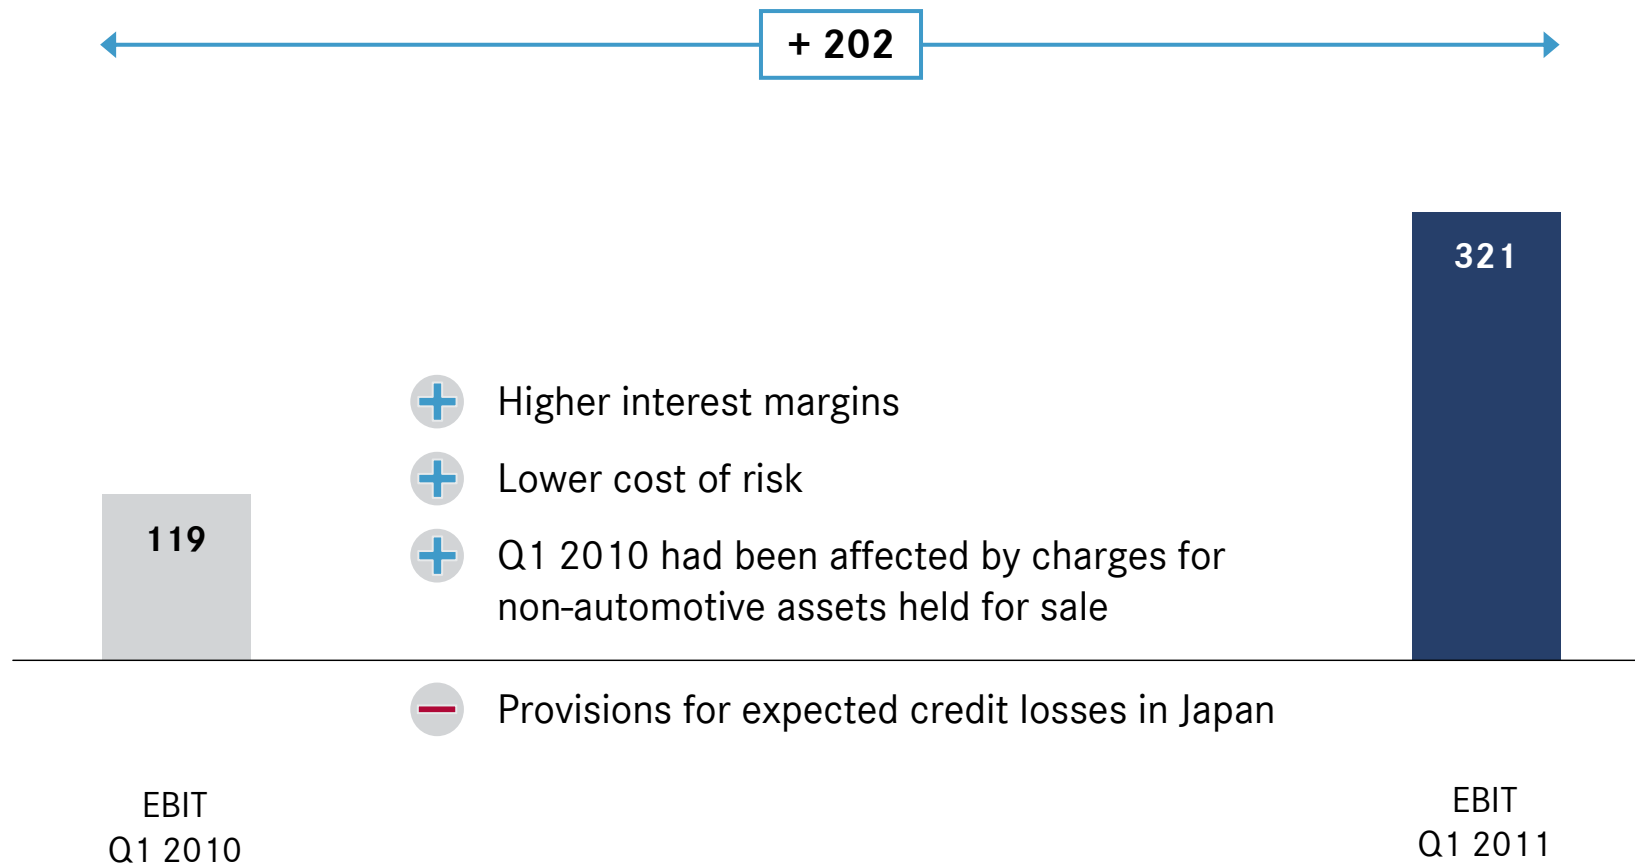 + 202
321
Higher interest margins
Lower cost of risk
119
Q1 2010 had been affected by charges for
non-automotive assets held for sale
Provisions for expected credit losses in Japan
EBIT
Q1 2010
EBIT
Q1 2011